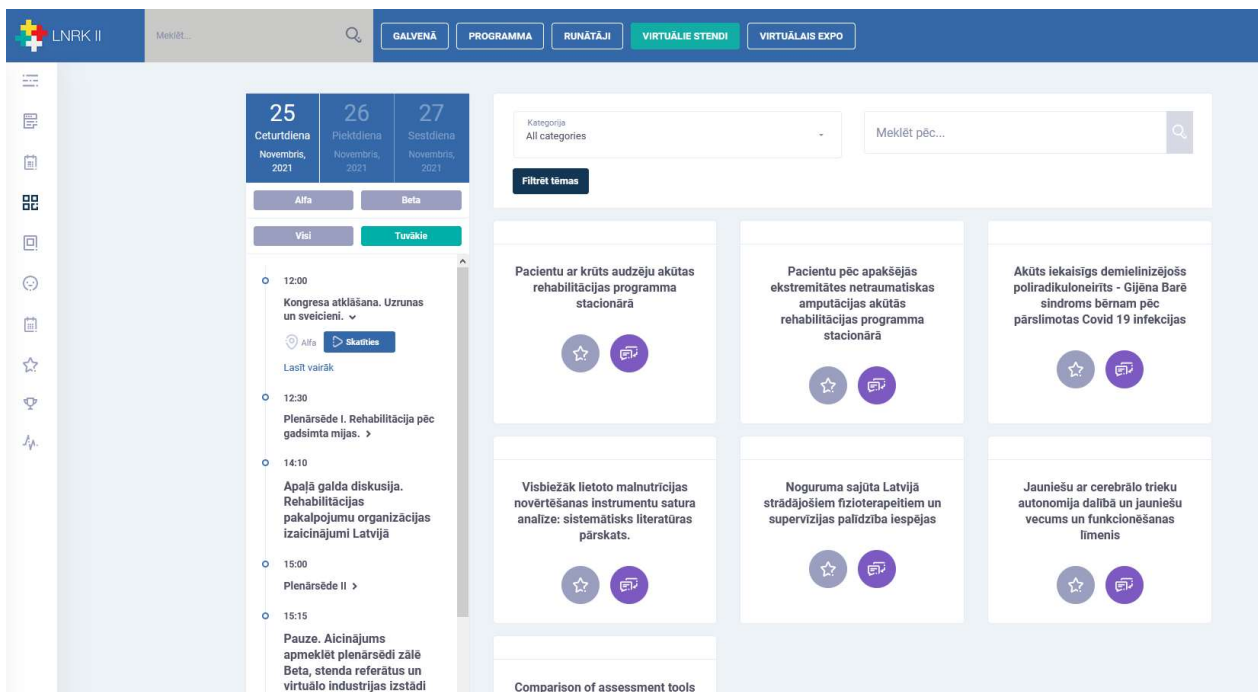 LNRK II
Meklēt...
GALVENĀ
PROGRAMMA
RUNĀTĀJI
VIRTUĀLIE STENDI
VIRTUĀLAIS EXPO
25
Ceturtdiena
Novembris,
2021
26
Piektdiena
Novembris,
2021
27
Sestdiena
Novembris,
2021
Alfa
Beta
Visi
Tuvākie
12:00
Kongresa atklāšana. Uzrunas
un sveicieni.
Alfa
Skatīties
Lasīt vairāk
12:30
Plenārsēde I. Rehabilitācija pēc
gadsimta mijas. >
14:10
Apaļā galda diskusija.
Rehabilitācijas
pakalpojumu organizācijas
izaicinājumi Latvijā
15:00
Plenārsēde II >
15:15
Pauze. Aicinājums
apmeklēt plenārsēdi zālē
Beta, stenda referātus un
virtuālo industrijas izstādi
Kategorija
All categories
Meklēt pēc...
Filtrēt tēmas
Pacientu ar krūts audzēju akūtas
rehabilitācijas programma
stacionārā
Pacientu pēc apakšējās
ekstremitātes netraumatiskas
amputācijas akūtās
rehabilitācijas programma
stacionārā
Akūts iekaisīgs demielinizējošs
poliradikuloneirīts - Gijēna Barē
sindroms bērnam pēc
pārslimotas Covid 19 infekcijas
Visbiežāk lietoto malnutrīcijas
novērtēšanas instrumentu satura
analīze: sistemātisks literatūras
pārskats.
Noguruma sajūta Latvijā
strādājošiem fizioterapeitiem un
supervīzijas palīdzība iespējas
Jauniešu ar cerebrālo trieku
autonomija dalībā un jauniešu
vecums un funkcionēšanas
līmenis
Comparison of assessment tools